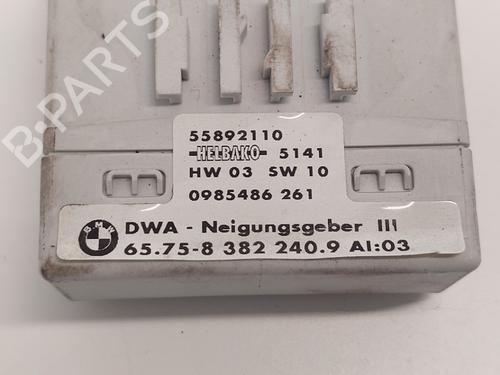 B-Parts
55892110
HELBAKO 5141
HW 03 SW 10
0985486 261
BMW
DWA - Neigungsgeber III
65.75-8 382 240.9 AI:03